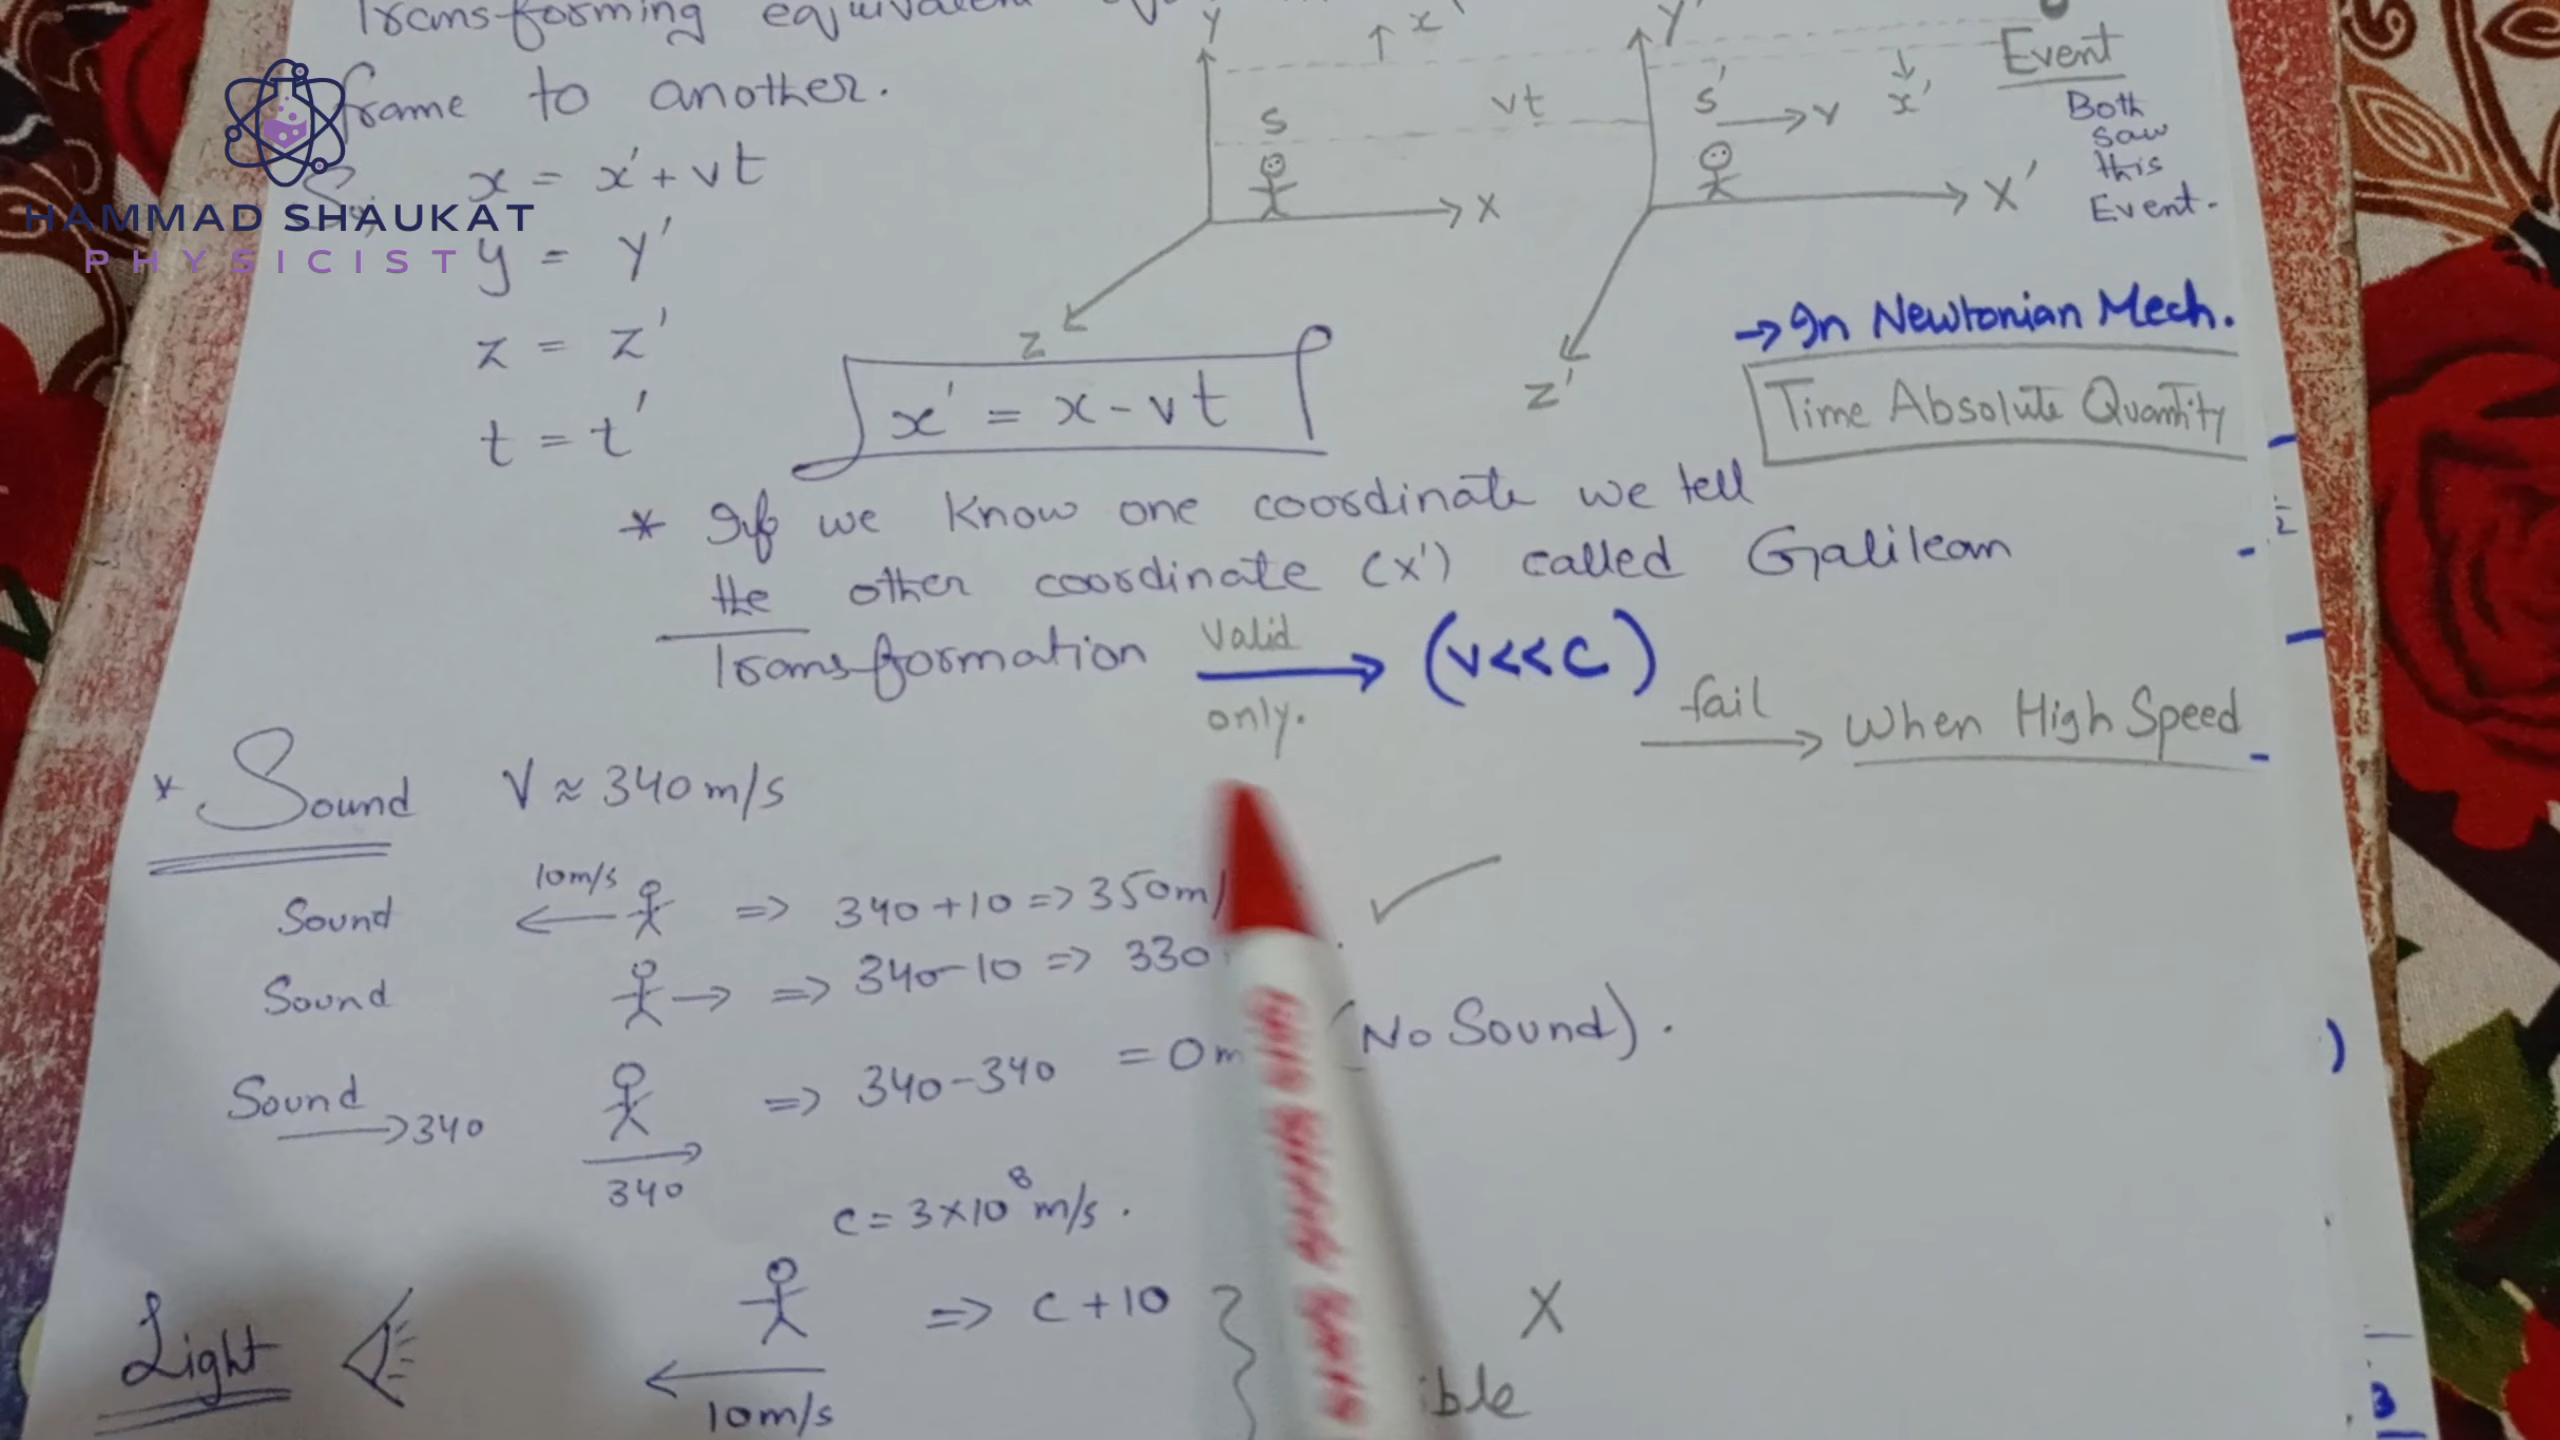 Transforming equivalent
frame to another.
HAMMAD SHAUKAT
PHYSICIST
x = x' + vt
y = y'
z = z'
t = t'
x' = x - vt
Y
x
S
vt
X
Z
Y'
S'
v
x'
X'
Z'
Event
Both
saw
this
Event.
→ In Newtonian Mech.
Time Absolute Quantity
* If we know one coordinate we tell
the other coordinate (x') called Galilean
Transformation valid only. → (v<<c)
fail → When High Speed
* Sound V ≈ 340 m/s
Sound 10m/s ← => 340 + 10 => 350m/
Sound → => 340-10 => 330
Sound → 340 340 => 340-340 = 0m (No Sound).
c = 3×10⁸ m/s.
Light => c + 10 } X
10m/s
3